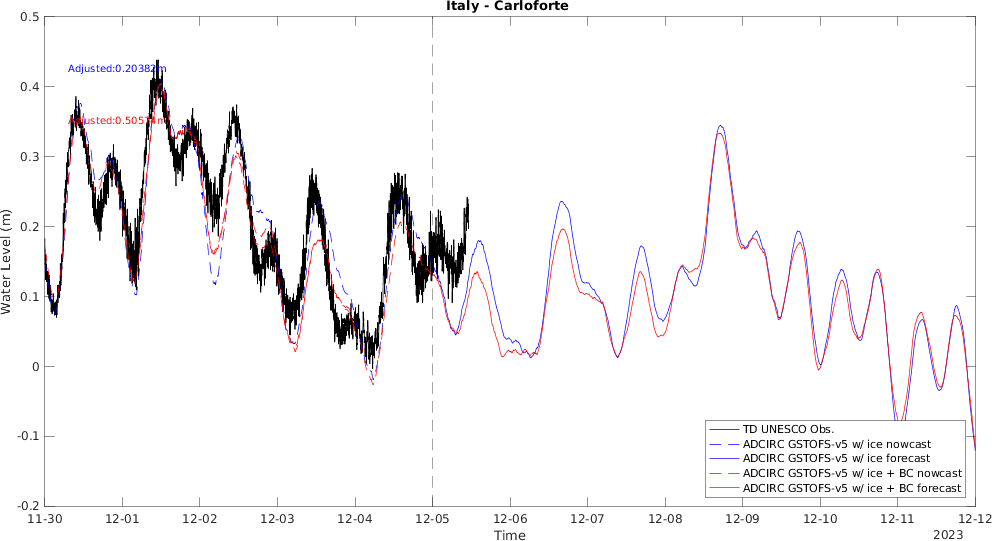 Italy - Carloforte
0.5
0.4
0.3
0.2
0.1
0
-0.1
-0.2
Water Level (m)
Adjusted:0.20382m
Adjusted:0.505
11-30
12-01
12-02
12-03
12-04
12-05
12-06
12-07
12-08
12-09
12-10
12-11
12-12
Time
2023
TD UNESCO Obs.
ADCIRC GSTOFS-v5 w/ ice nowcast
ADCIRC GSTOFS-v5 w/ ice forecast
ADCIRC GSTOFS-v5 w/ ice + BC nowcast
ADCIRC GSTOFS-v5 w/ ice + BC forecast